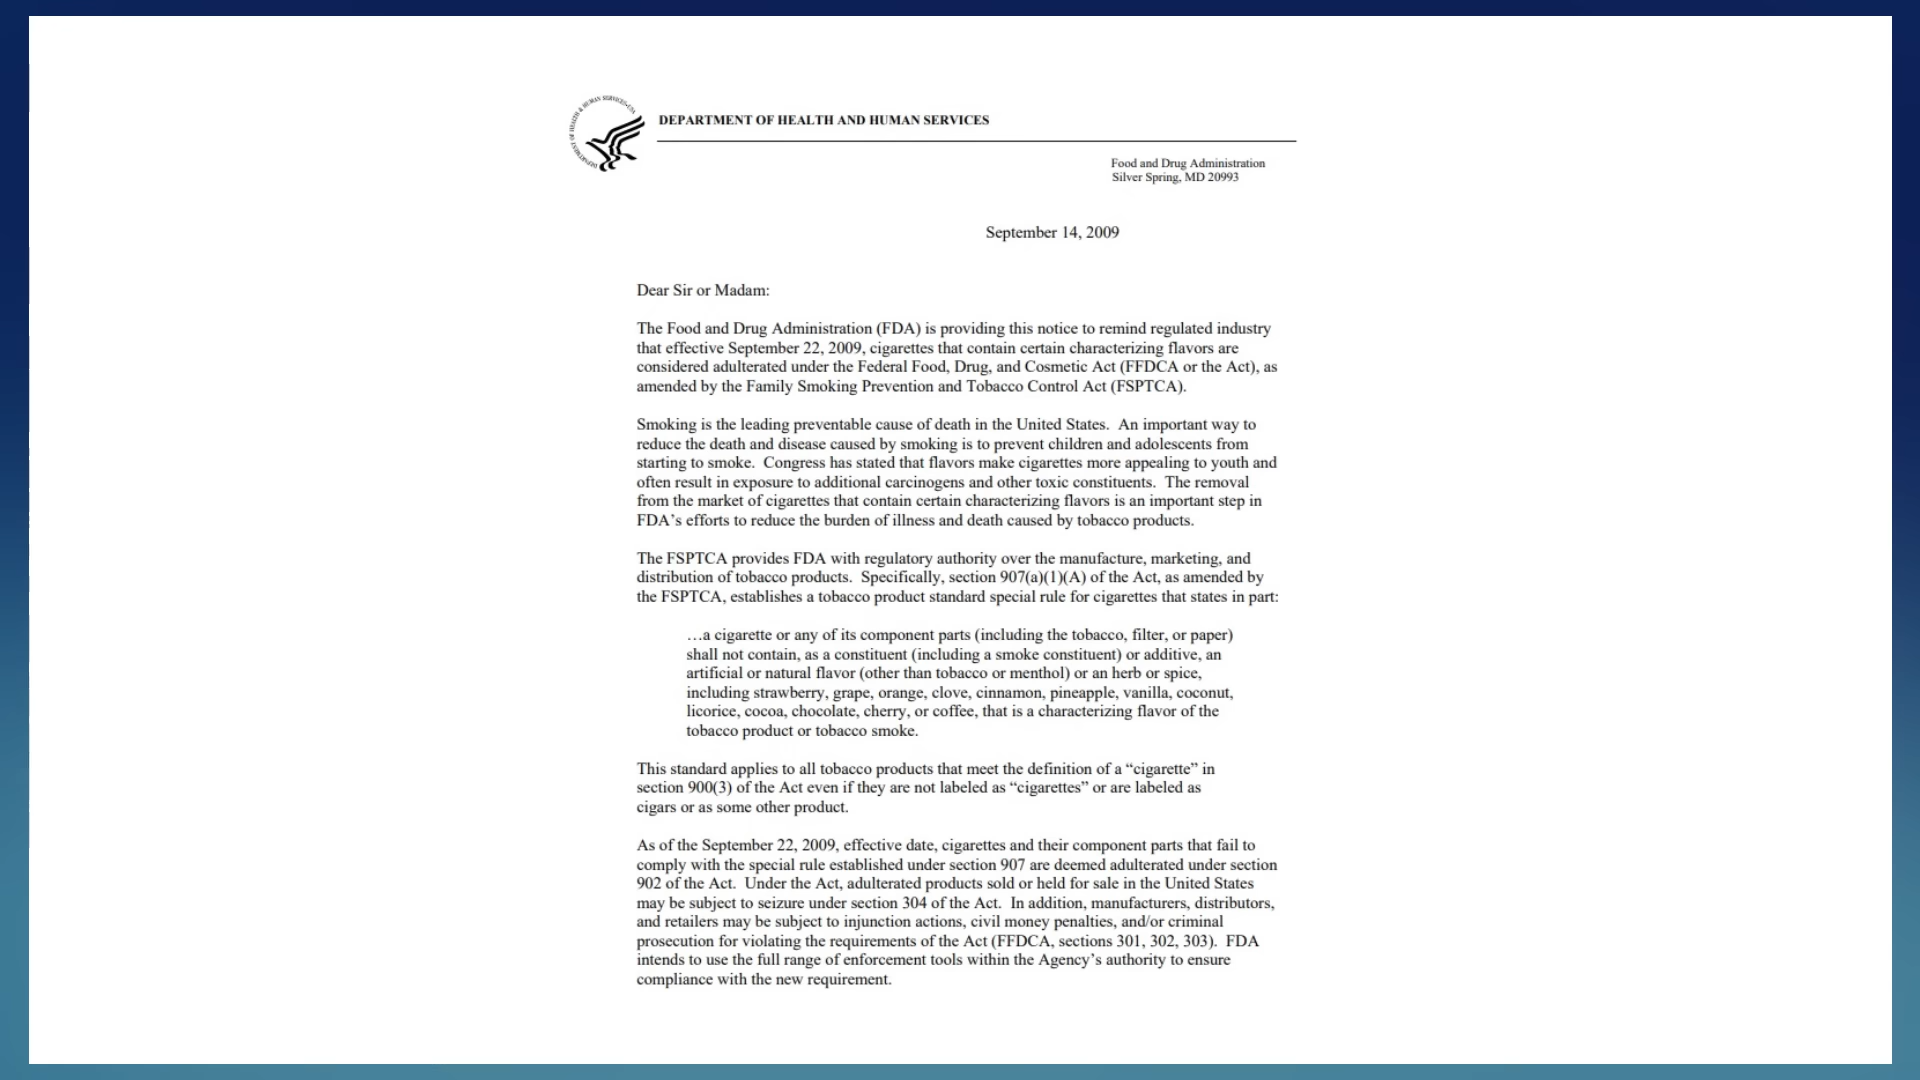 DEPARTMENT OF HEALTH & HUMAN SERVICES•USA
DEPARTMENT OF HEALTH AND HUMAN SERVICES
Food and Drug Administration
Silver Spring, MD 20993
September 14, 2009
Dear Sir or Madam:
The Food and Drug Administration (FDA) is providing this notice to remind regulated industry
that effective September 22, 2009, cigarettes that contain certain characterizing flavors are
considered adulterated under the Federal Food, Drug, and Cosmetic Act (FFDCA or the Act), as
amended by the Family Smoking Prevention and Tobacco Control Act (FSPTCA).
Smoking is the leading preventable cause of death in the United States.  An important way to
reduce the death and disease caused by smoking is to prevent children and adolescents from
starting to smoke.  Congress has stated that flavors make cigarettes more appealing to youth and
often result in exposure to additional carcinogens and other toxic constituents.  The removal
from the market of cigarettes that contain certain characterizing flavors is an important step in
FDA’s efforts to reduce the burden of illness and death caused by tobacco products.
The FSPTCA provides FDA with regulatory authority over the manufacture, marketing, and
distribution of tobacco products.  Specifically, section 907(a)(1)(A) of the Act, as amended by
the FSPTCA, establishes a tobacco product standard special rule for cigarettes that states in part:
…a cigarette or any of its component parts (including the tobacco, filter, or paper)
shall not contain, as a constituent (including a smoke constituent) or additive, an
artificial or natural flavor (other than tobacco or menthol) or an herb or spice,
including strawberry, grape, orange, clove, cinnamon, pineapple, vanilla, coconut,
licorice, cocoa, chocolate, cherry, or coffee, that is a characterizing flavor of the
tobacco product or tobacco smoke.
This standard applies to all tobacco products that meet the definition of a “cigarette” in
section 900(3) of the Act even if they are not labeled as “cigarettes” or are labeled as
cigars or as some other product.
As of the September 22, 2009, effective date, cigarettes and their component parts that fail to
comply with the special rule established under section 907 are deemed adulterated under section
902 of the Act.  Under the Act, adulterated products sold or held for sale in the United States
may be subject to seizure under section 304 of the Act.  In addition, manufacturers, distributors,
and retailers may be subject to injunction actions, civil money penalties, and/or criminal
prosecution for violating the requirements of the Act (FFDCA, sections 301, 302, 303).  FDA
intends to use the full range of enforcement tools within the Agency’s authority to ensure
compliance with the new requirement.